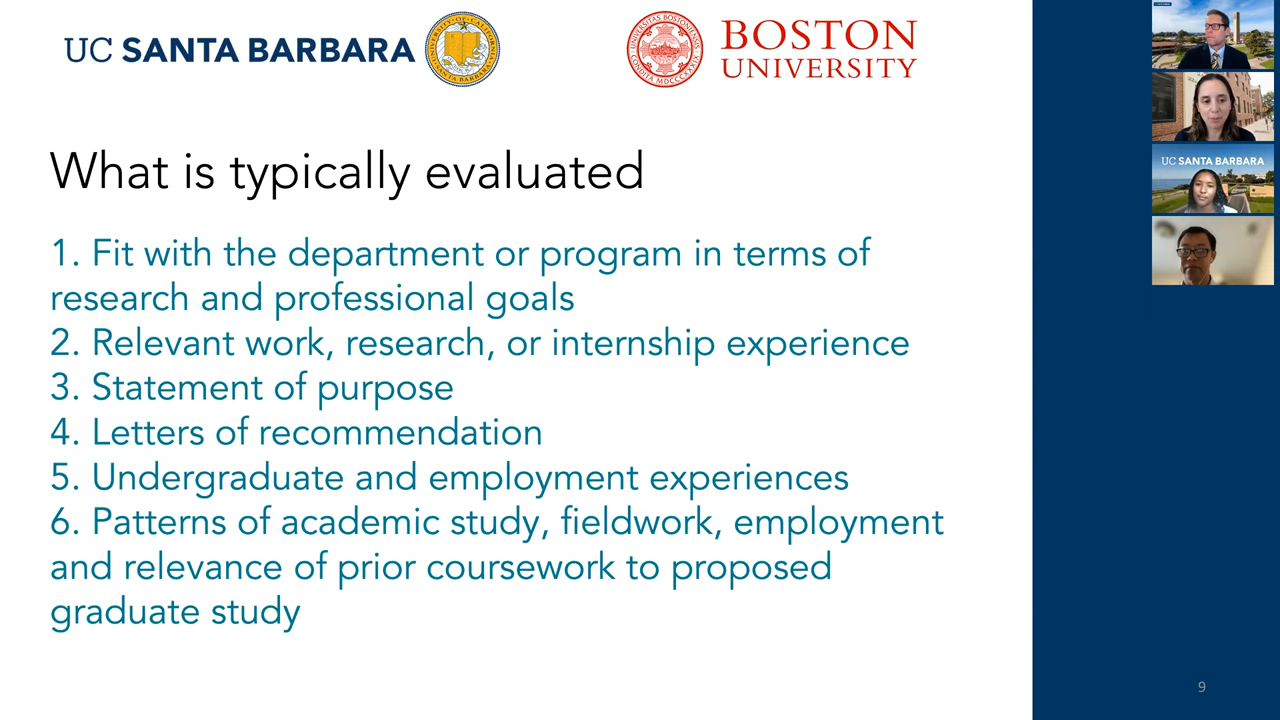 UC SANTA BARBARA
BOSTON
UNIVERSITY
What is typically evaluated
1. Fit with the department or program in terms of
research and professional goals
2. Relevant work, research, or internship experience
3. Statement of purpose
4. Letters of recommendation
5. Undergraduate and employment experiences
6. Patterns of academic study, fieldwork, employment
and relevance of prior coursework to proposed
graduate study
UC SANTA BARBARA
9